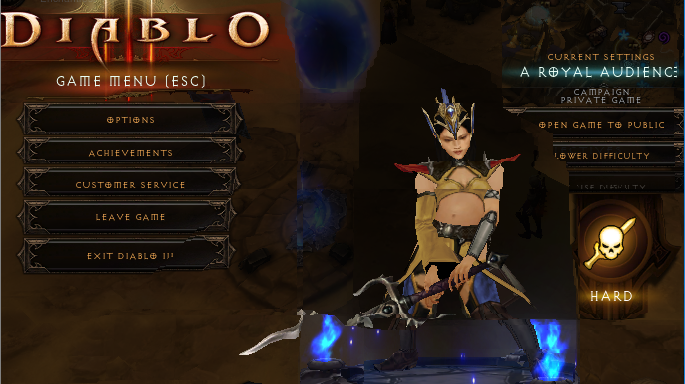 DIABLO
GAME MENU (ESC)
OPTIONS
ACHIEVEMENTS
CUSTOMER SERVICE
LEAVE GAME
EXIT DIABLO III
CURRENT SETTINGS
A ROYAL AUDIENCE
CAMPAIGN
PRIVATE GAME
OPEN GAME TO PUBLIC
LOWER DIFFICULTY
HARD